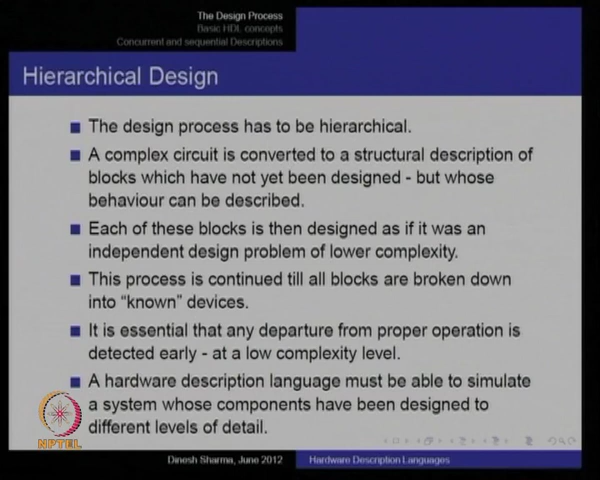 The Design Process
Basic HDL concepts
Concurrent and sequential Descriptions
Hierarchical Design
The design process has to be hierarchical.
A complex circuit is converted to a structural description of
blocks which have not yet been designed - but whose
behaviour can be described.
Each of these blocks is then designed as if it was an
independent design problem of lower complexity.
This process is continued till all blocks are broken down
into “known” devices.
It is essential that any departure from proper operation is
detected early - at a low complexity level.
A hardware description language must be able to simulate
a system whose components have been designed to
different levels of detail.
NPTEL
Dinesh Sharma, June 2012 Hardware Description Languages